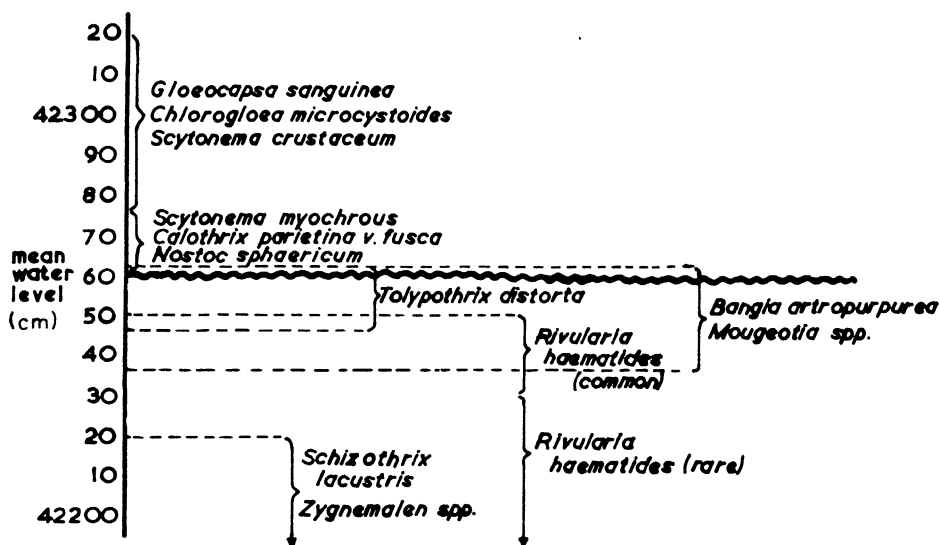 20
10
Gloeocapsa sanguinea
42300
Chlorogloea microcystoides
Scytonema crustaceum
90
80
Scytonema myochrous
Calothrix parietina v. fusca
70
Nostoc sphaericum
mean
water
level
(cm)
60
Tolypothrix distorta
Bangia artropurpurea
Mougeotia spp.
50
Rivularia
haematides
(common)
40
30
20
Rivularia
haematides (rare)
Schizothrix
lacustris
10
Zygnemalen spp.
42200